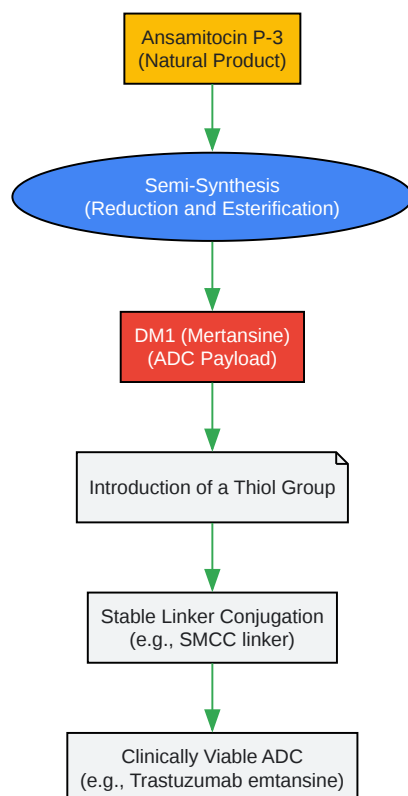 Ansamitocin P-3
(Natural Product)
Semi-Synthesis
(Reduction and Esterification)
DM1 (Mertansine)
(ADC Payload)
Introduction of a Thiol Group
Stable Linker Conjugation
(e.g., SMCC linker)
Clinically Viable ADC
(e.g., Trastuzumab emtansine)